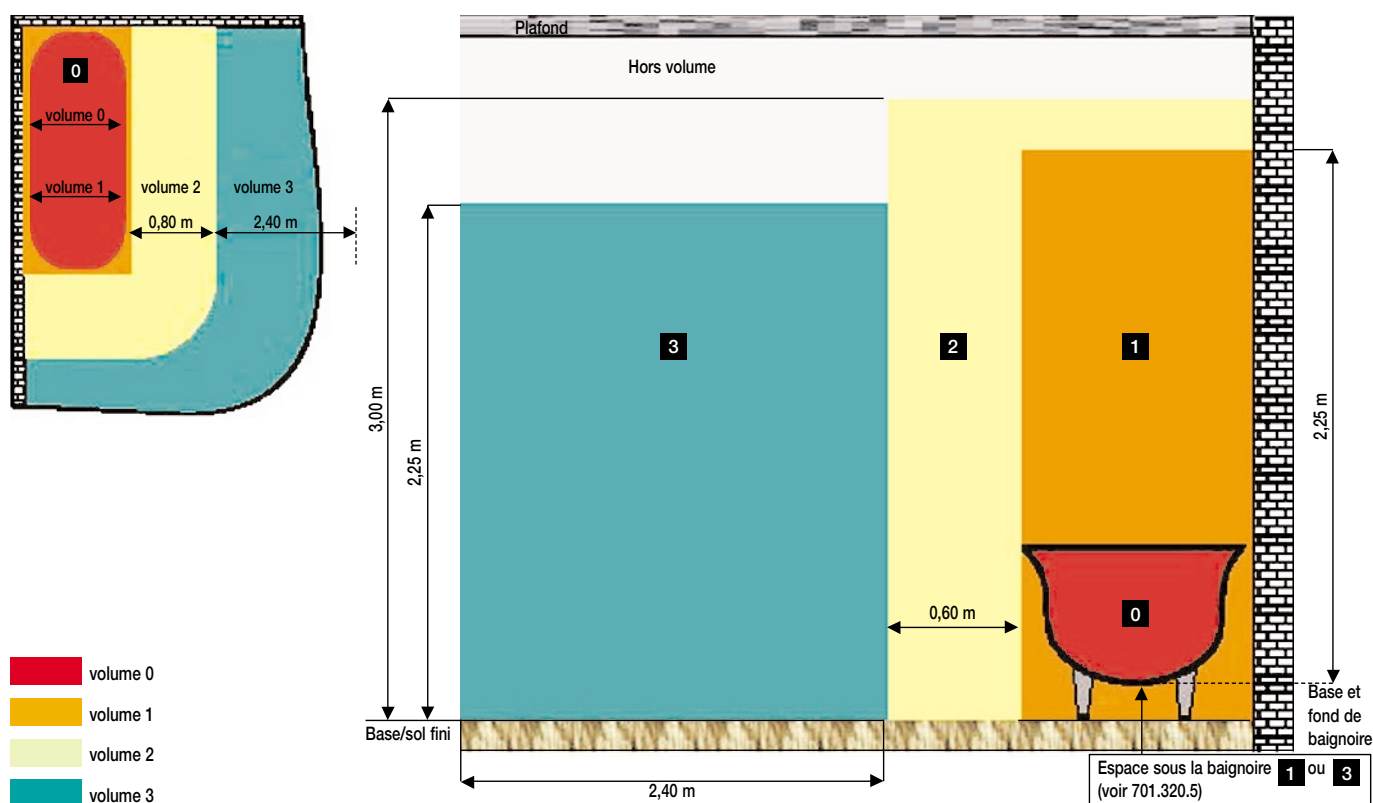 0
volume 0
volume 1
volume 2
volume 3
0,80 m
2,40 m
Plafond
Hors volume
3
2
1
3,00 m
2,25 m
2,25 m
0,60 m
0
volume 0
volume 1
volume 2
volume 3
Base/sol fini
2,40 m
Base et
fond de
baignoire
Espace sous la baignoire 1 ou 3
(voir 701.320.5)